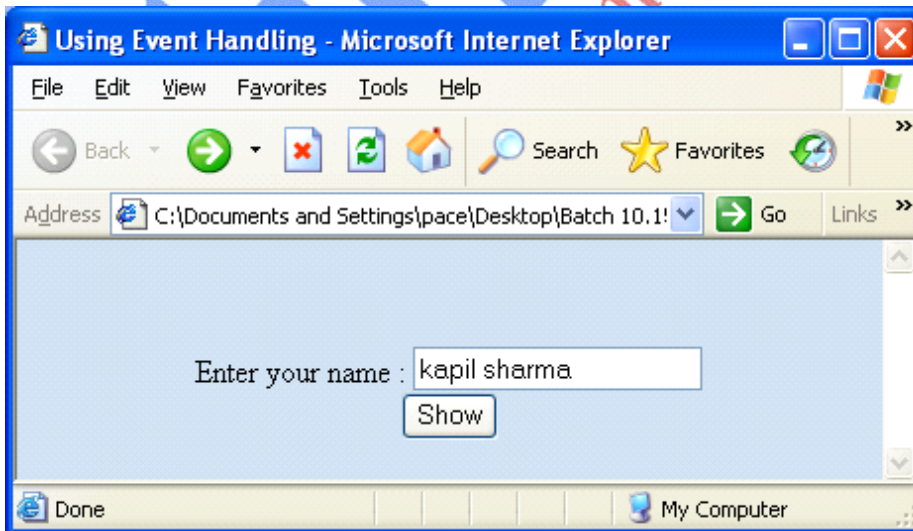 Using Event Handling - Microsoft Internet Explorer
File Edit View Favorites Tools Help
Back Search Favorites »
Address C:\Documents and Settings\pace\Desktop\Batch 10.1 Go Links »
Enter your name : kapil sharma
Show
Done My Computer